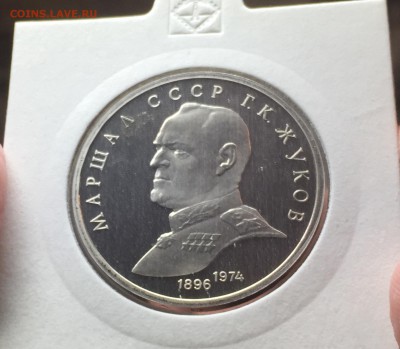 COINS.LAVE.RU
МАРШАЛ СССР Г.К. ЖУКОВ
1896 1974